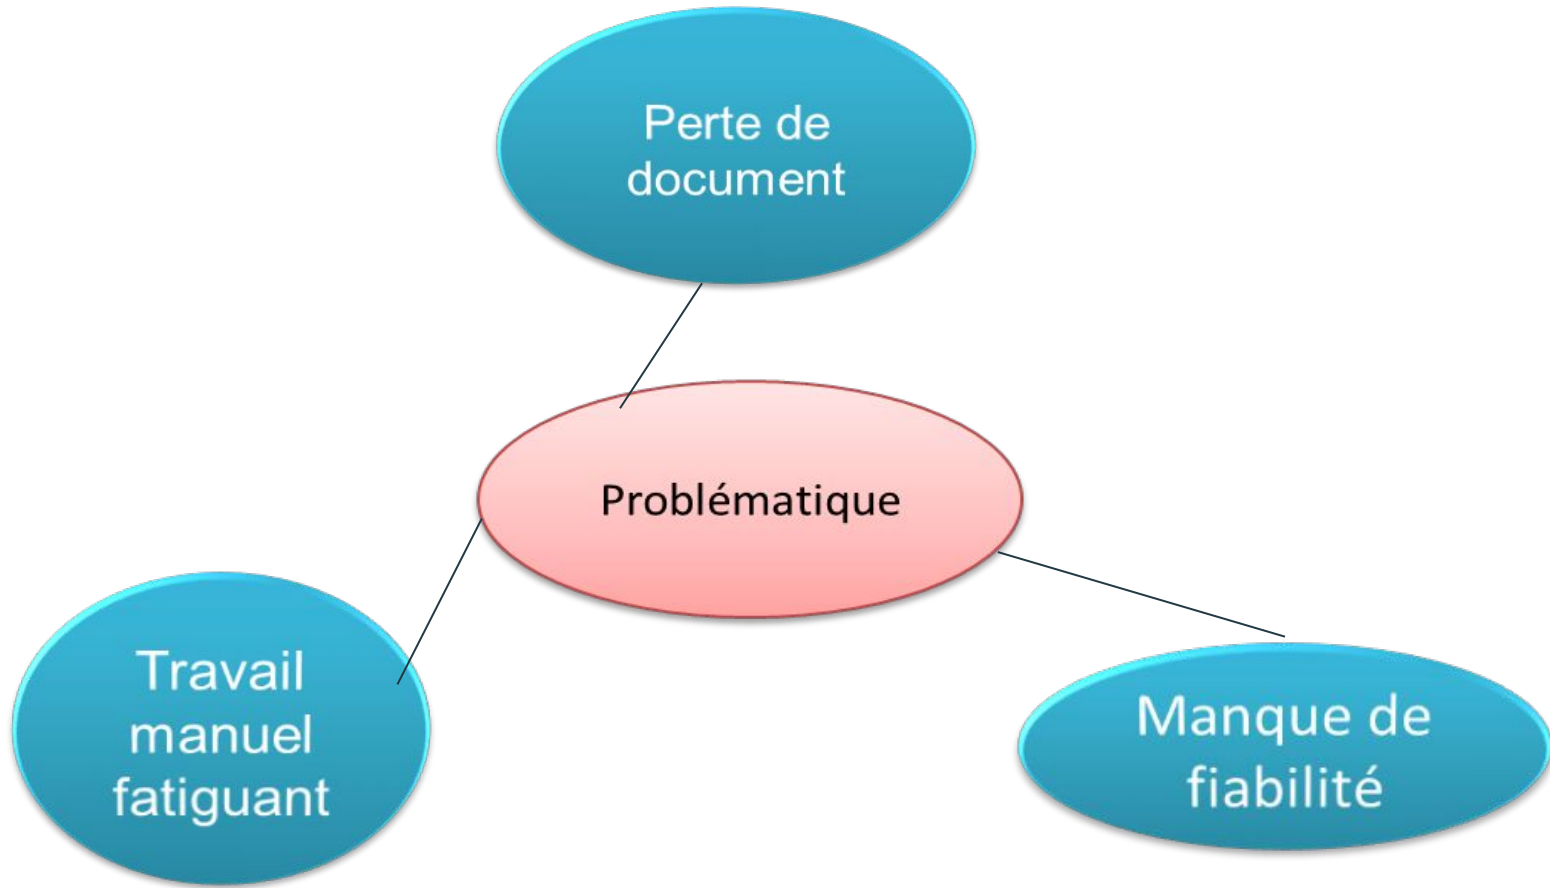 Perte de
document
Problématique
Travail
manuel
fatiguant
Manque de
fiabilité